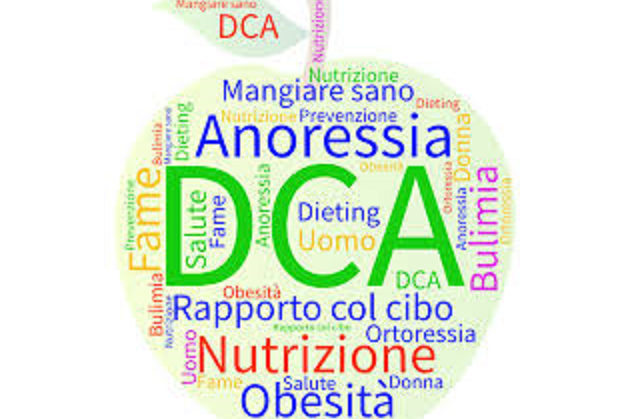 Mangiare sano
DCA
Nutrizione
Nutrizione
Mangiare sano
Dieting
Nutrizione
Prevenzione
Anoressia
Donna
Dieting
Mangiare sano
Bulimia
Obesità
DCA
Ortoressia
Anoressia
Bulimia
Ortoressia
Prevenzione
Fame
Salute
Fame
Anoressia
Dieting
Uomo
DCA
Bulimia
Nutrizione
Obesità
Rapporto col cibo
Rapporto col cibo
Ortoressia
Uomo
Nutrizione
Fame
Salute
Donna
Obesità